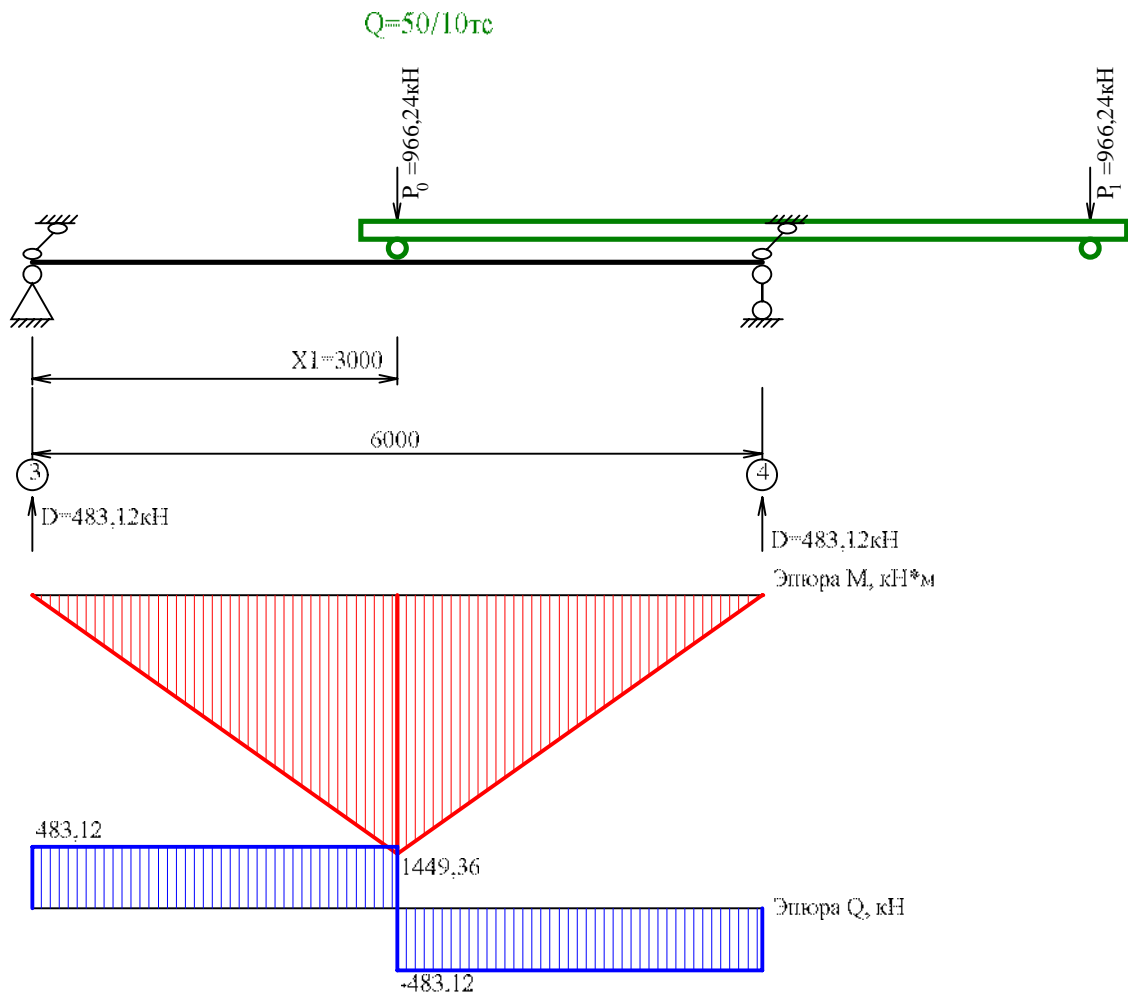 Q=50/10тс
P0 =966,24кН
P1 =966,24кН
X1=3000
6000
3
4
D=483,12кН
D=483,12кН
Эпюра М, кН*м
483,12
1449,36
Эпюра Q, кН
-483,12